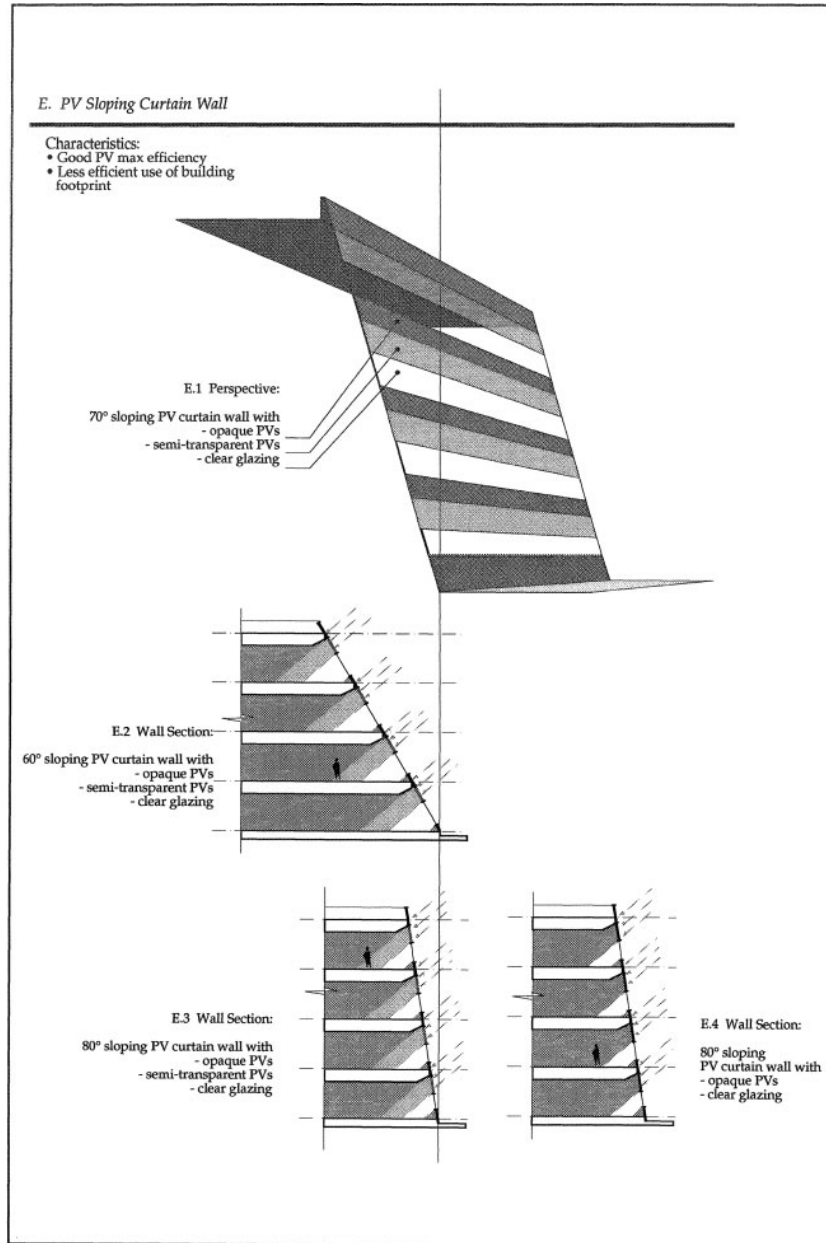 E. PV Sloping Curtain Wall
Characteristics:
• Good PV max efficiency
• Less efficient use of building
footprint
E.1 Perspective:
70° sloping PV curtain wall with
- opaque PVs
- semi-transparent PVs
- clear glazing
E.2 Wall Section:
60° sloping PV curtain wall with
- opaque PVs
- semi-transparent PVs
- clear glazing
E.3 Wall Section:
80° sloping PV curtain wall with
- opaque PVs
- semi-transparent PVs
- clear glazing
E.4 Wall Section:
80° sloping
PV curtain wall with
- opaque PVs
- clear glazing